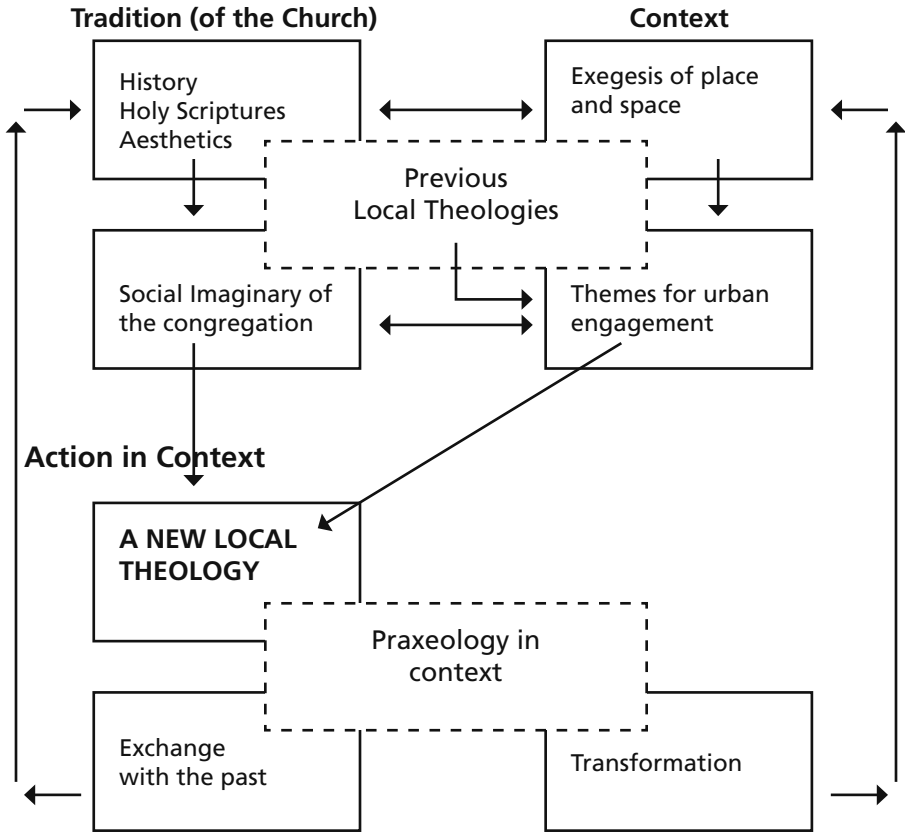 Tradition (of the Church)
Context
History
Holy Scriptures
Aesthetics
Exegesis of place
and space
Previous
Local Theologies
Social Imaginary of
the congregation
Themes for urban
engagement
Action in Context
A NEW LOCAL
THEOLOGY
Praxeology in
context
Exchange
with the past
Transformation